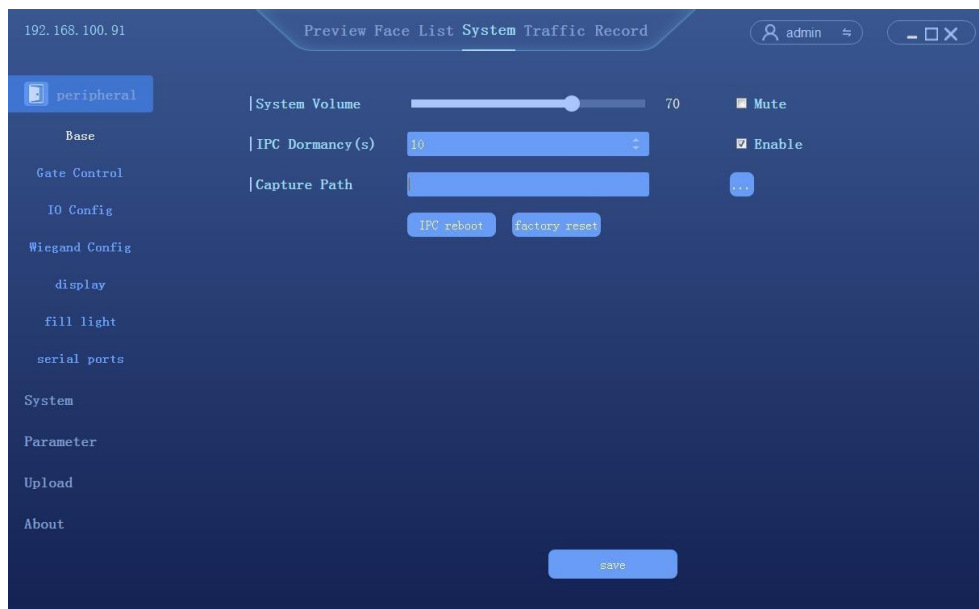 192.168.100.91
Preview Face List System Traffic Record
admin
peripheral
Base
Gate Control
IO Config
Wiegand Config
display
fill light
serial ports
System
Parameter
Upload
About
|System Volume 70 Mute
|IPC Dormancy(s) 10 Enable
|Capture Path ...
IPC reboot factory reset
save